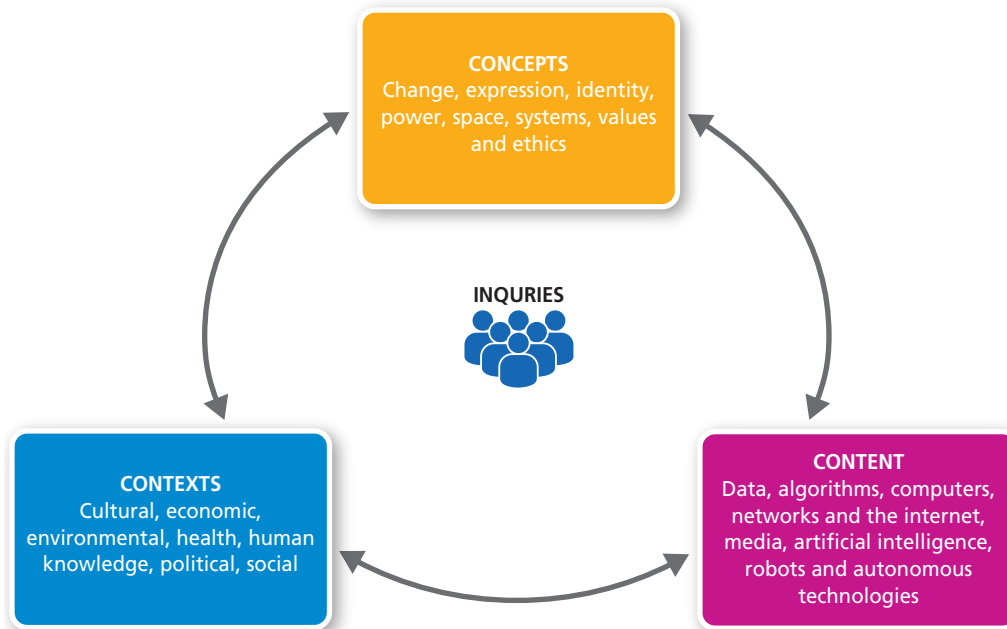 CONCEPTS
Change, expression, identity,
power, space, systems, values
and ethics
INQURIES
CONTEXTS
Cultural, economic,
environmental, health, human
knowledge, political, social
CONTENT
Data, algorithms, computers,
networks and the internet,
media, artificial intelligence,
robots and autonomous
technologies